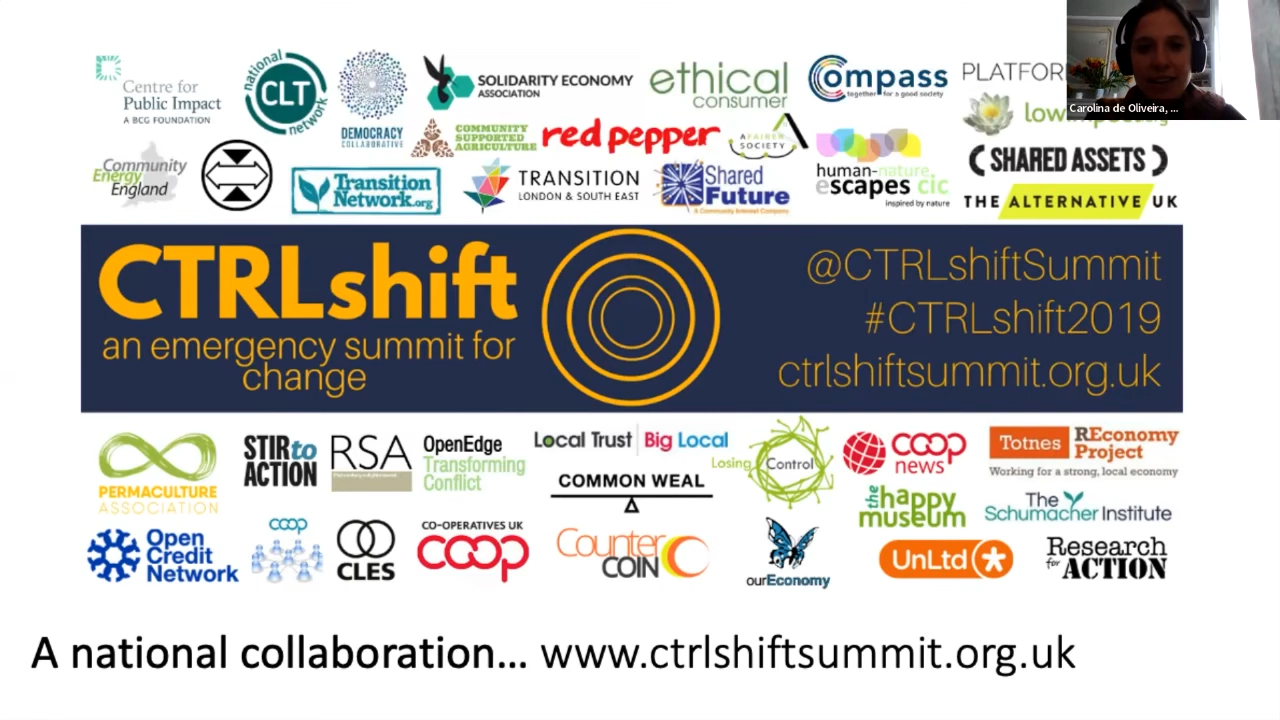 Centre for
Public Impact
A BCG FOUNDATION
national
CLT
network
DEMOCRACY
COLLABORATIVE
SOLIDARITY ECONOMY
ASSOCIATION
ethical
consumer
Compass
together for a good society
PLATFOR
Carolina de Oliveira, ...
COMMUNITY
SUPPORTED
AGRICULTURE
red pepper
A FAIRER
SOCIETY
Community
Energy
England
Transition
Network.org
TRANSITION
LONDON & SOUTH EAST
Shared
Future
A Community Interest Company
human-nature
escapes cic
inspired by nature
SHARED ASSETS
THE ALTERNATIVE UK
CTRLshift
an emergency summit for
change
@CTRLshiftSummit
#CTRLshift2019
ctrlshiftsummit.org.uk
PERMACULTURE
ASSOCIATION
STIR to
ACTION
RSA
OpenEdge
Transforming
Conflict
Local Trust | Big Local
COMMON WEAL
Losing Control
coop
news
Totnes REconomy
Project
Working for a strong, local economy
the
happy
museum
The
Schumacher Institute
Open
Credit
Network
coop
CLES
CO-OPERATIVES UK
coop
Counter
COIN
ourEconomy
UnLtd
Research
for ACTION
A national collaboration... www.ctrlshiftsummit.org.uk